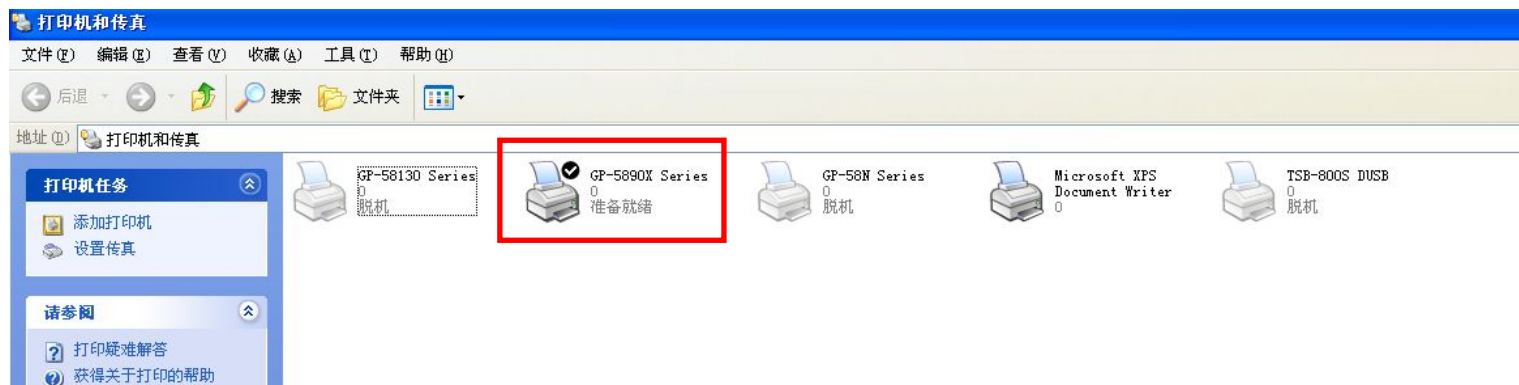 打印机和传真
文件(F) 编辑(E) 查看(V) 收藏(A) 工具(T) 帮助(H)
后退 搜索 文件夹
地址(D) 打印机和传真
打印机任务
添加打印机
设置传真
请参阅
打印疑难解答
获得关于打印的帮助
GP-58130 Series
0
脱机
GP-5890X Series
0
准备就绪
GP-58N Series
0
脱机
Microsoft XPS
Document Writer
0
TSB-800S DUSB
0
脱机